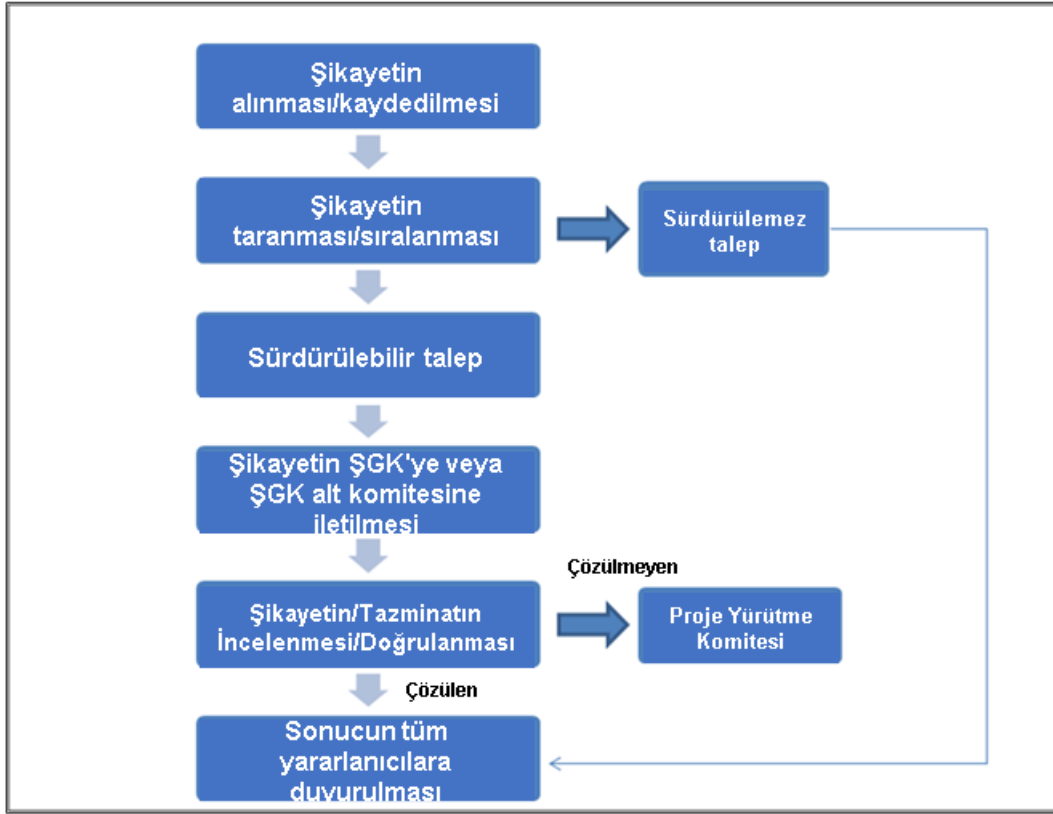 Şikayetin
alınması/kaydedilmesi
Şikayetin
taranması/sıralanması
Sürdürülemez
talep
Sürdürülebilir talep
Şikayetin ŞGK'ye veya
ŞGK alt komitesine
iletilmesi
Şikayetin/Tazminatın
İncelenmesi/Doğrulanması
Çözülmeyen
Proje Yürütme
Komitesi
Çözülen
Sonucun tüm
yararlanıcılara
duyurulması